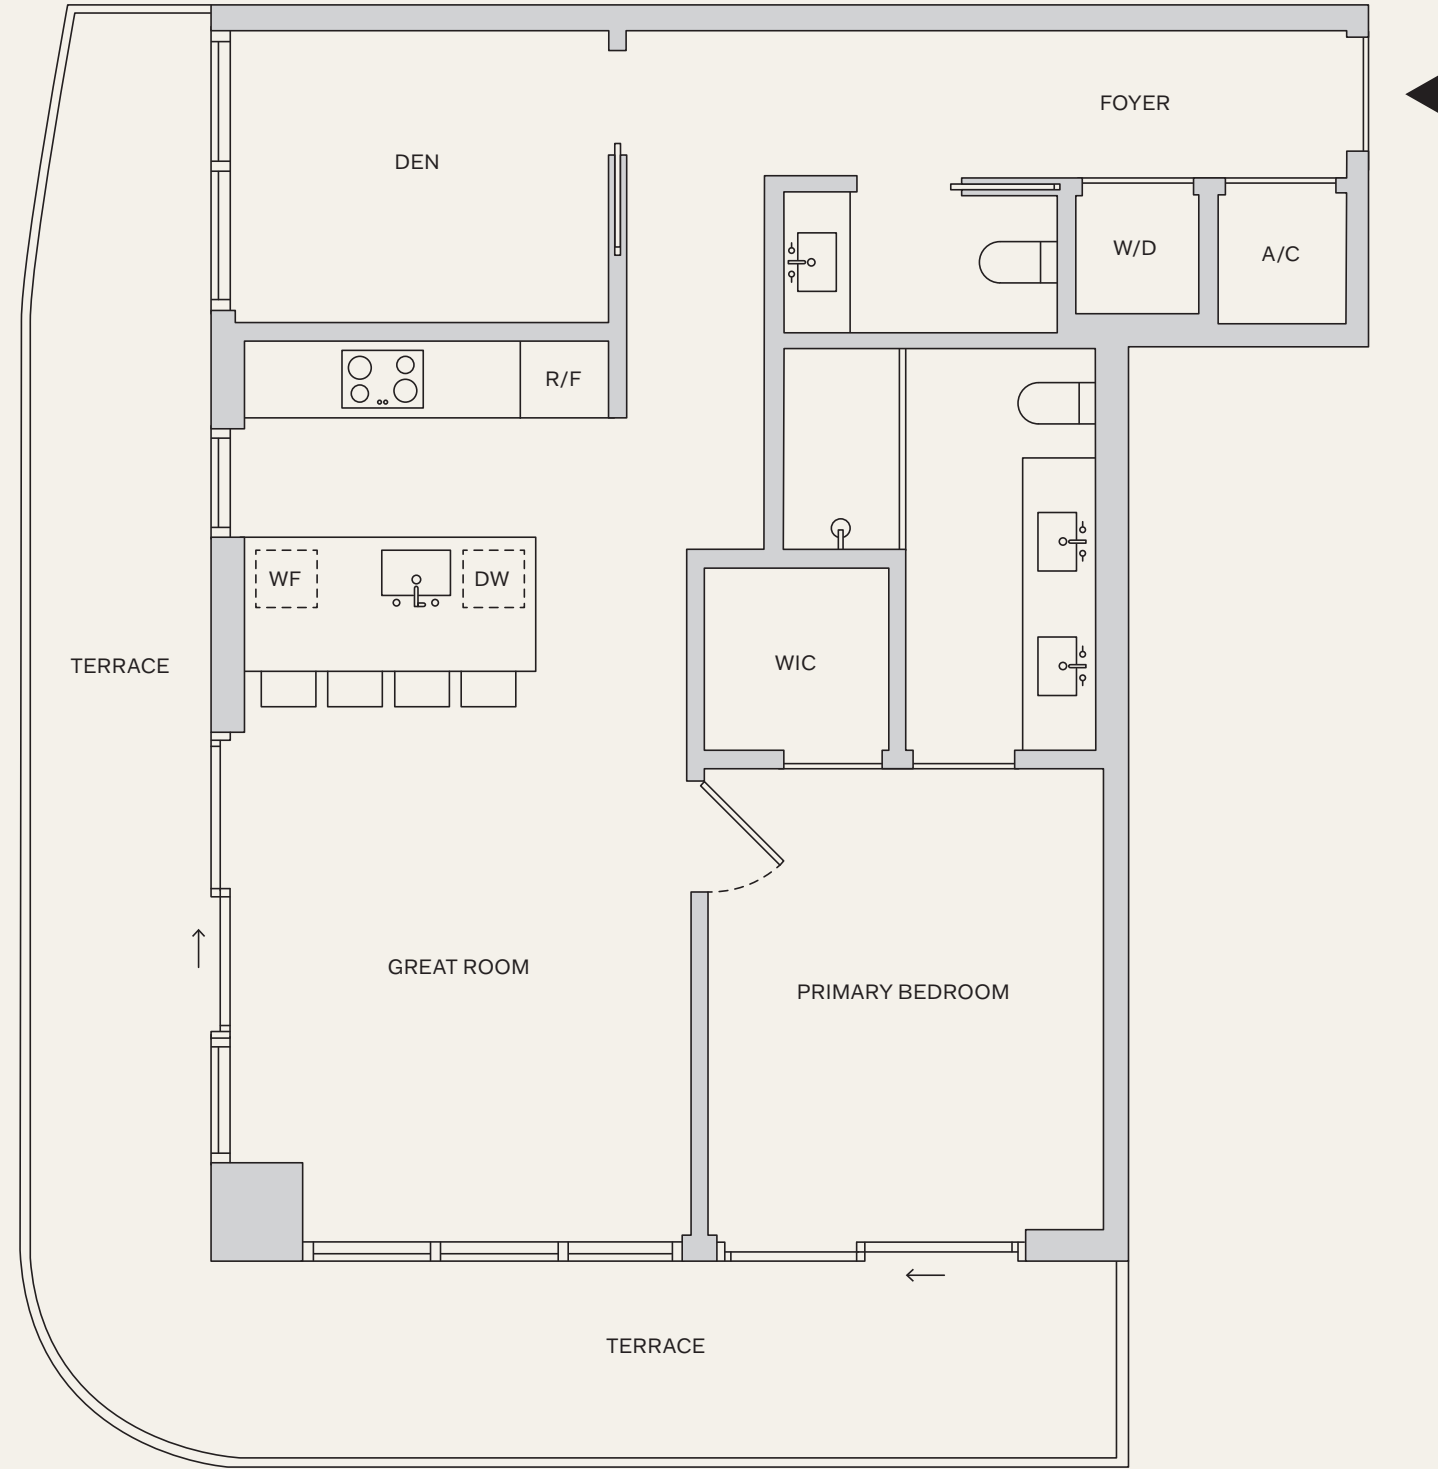 FOYER
DEN
W/D
A/C
R/F
WF
DW
TERRACE
WIC
GREAT ROOM
PRIMARY BEDROOM
TERRACE